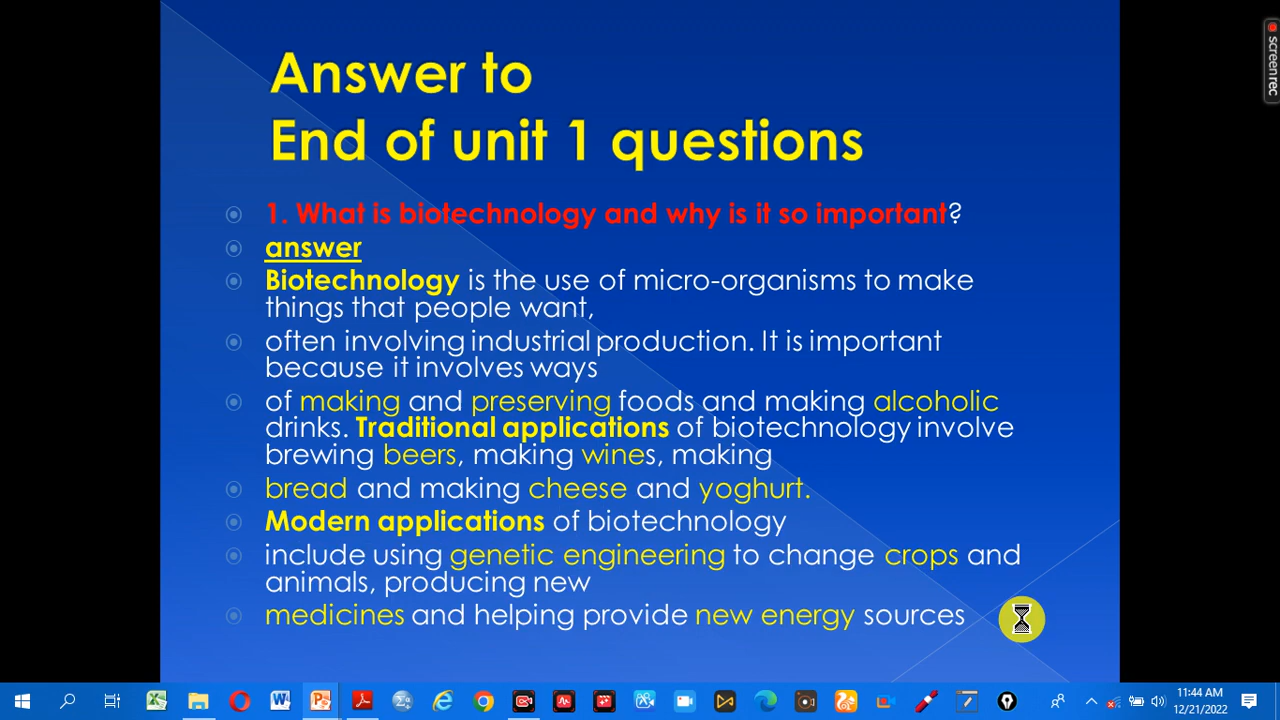 Answer to
End of unit 1 questions
1. What is biotechnology and why is it so important?
answer
Biotechnology is the use of micro-organisms to make
things that people want,
often involving industrial production. It is important
because it involves ways
of making and preserving foods and making alcoholic
drinks. Traditional applications of biotechnology involve
brewing beers, making wines, making
bread and making cheese and yoghurt.
Modern applications of biotechnology
include using genetic engineering to change crops and
animals, producing new
medicines and helping provide new energy sources
screenrec
11:44 AM
12/21/2022